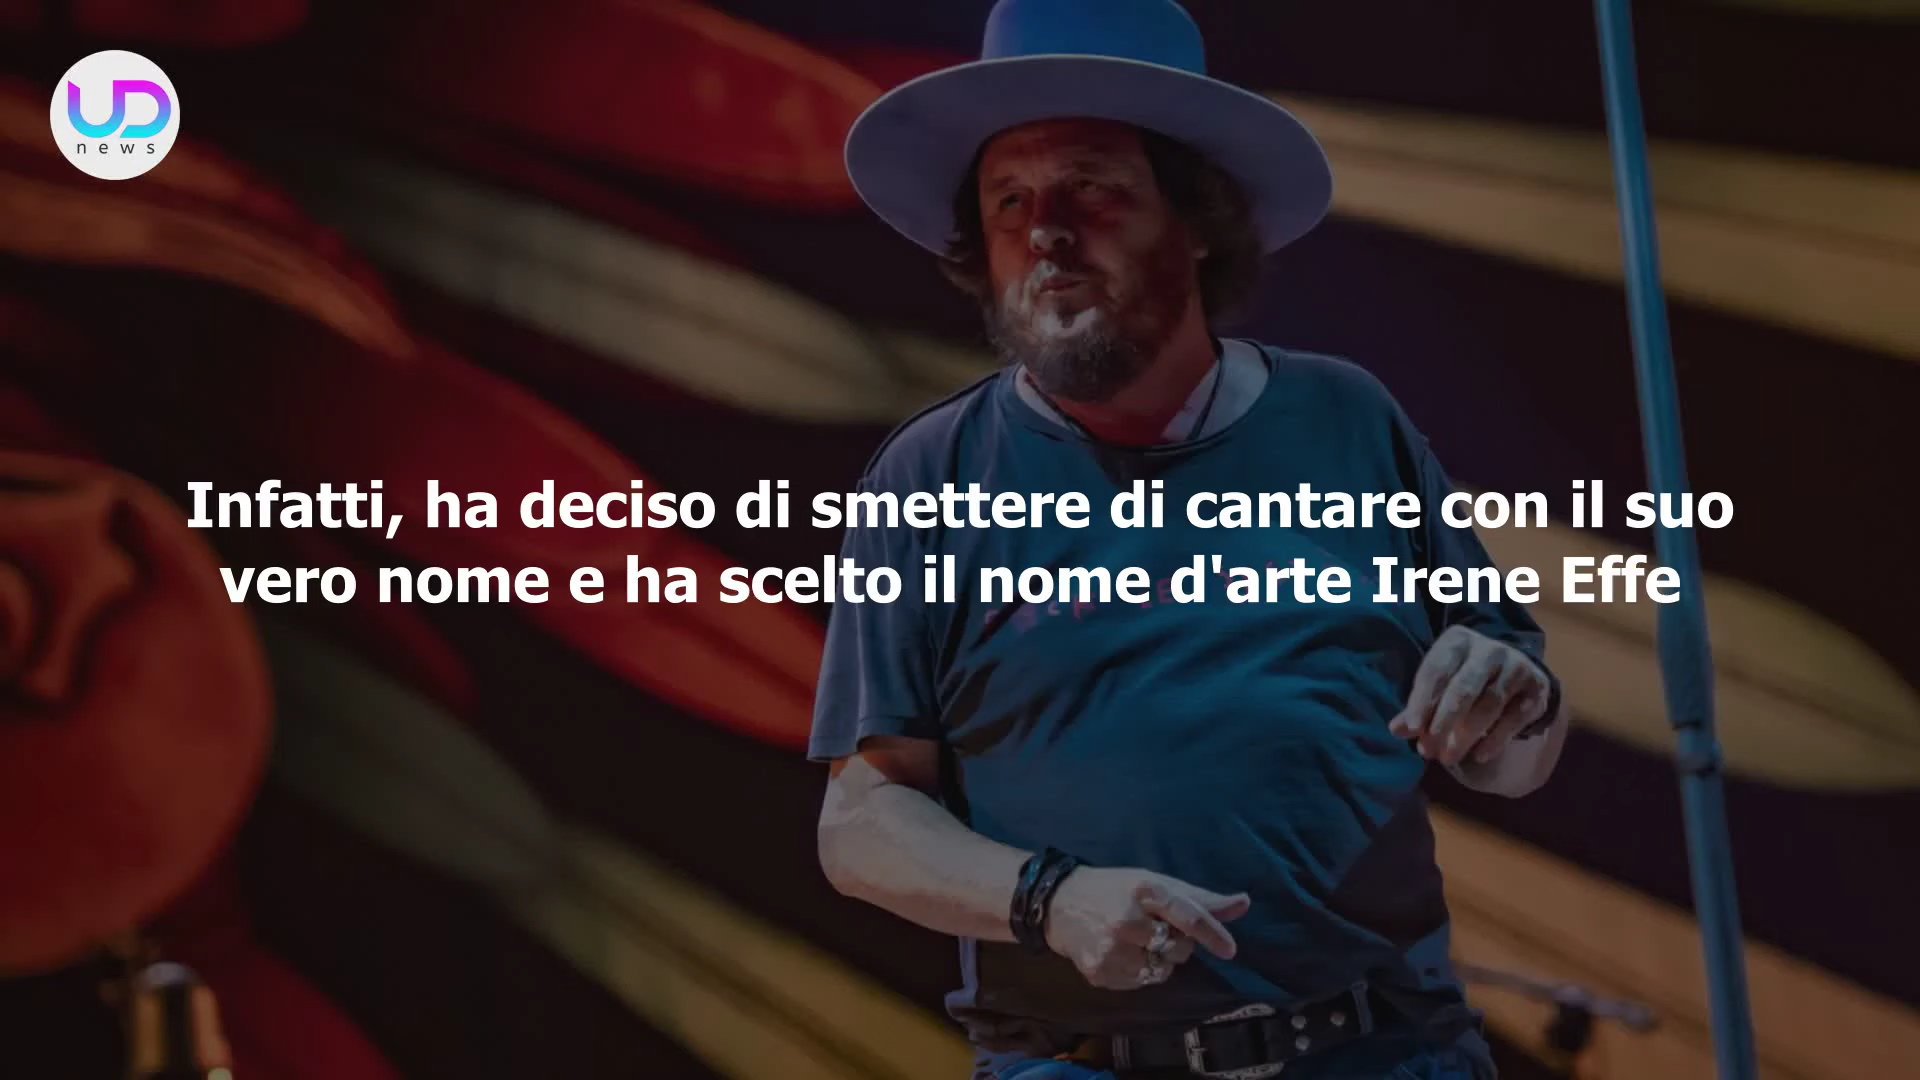 UD
news
Infatti, ha deciso di smettere di cantare con il suo
vero nome e ha scelto il nome d'arte Irene Effe